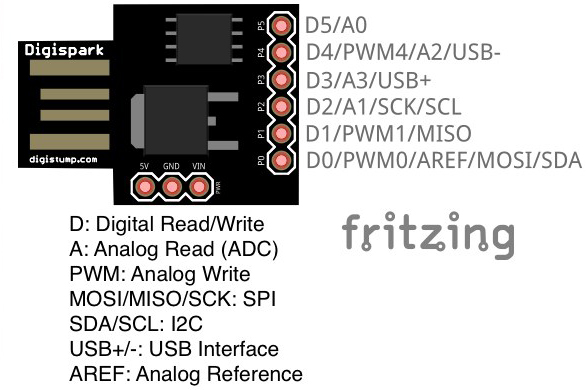 Digispark
digistump.com
5V GND VIN
PWR
P5 D5/A0
P4 D4/PWM4/A2/USB-
P3 D3/A3/USB+
P2 D2/A1/SCK/SCL
P1 D1/PWM1/MISO
P0 D0/PWM0/AREF/MOSI/SDA
D: Digital Read/Write
A: Analog Read (ADC)
PWM: Analog Write
MOSI/MISO/SCK: SPI
SDA/SCL: I2C
USB+/-: USB Interface
AREF: Analog Reference
fritzing